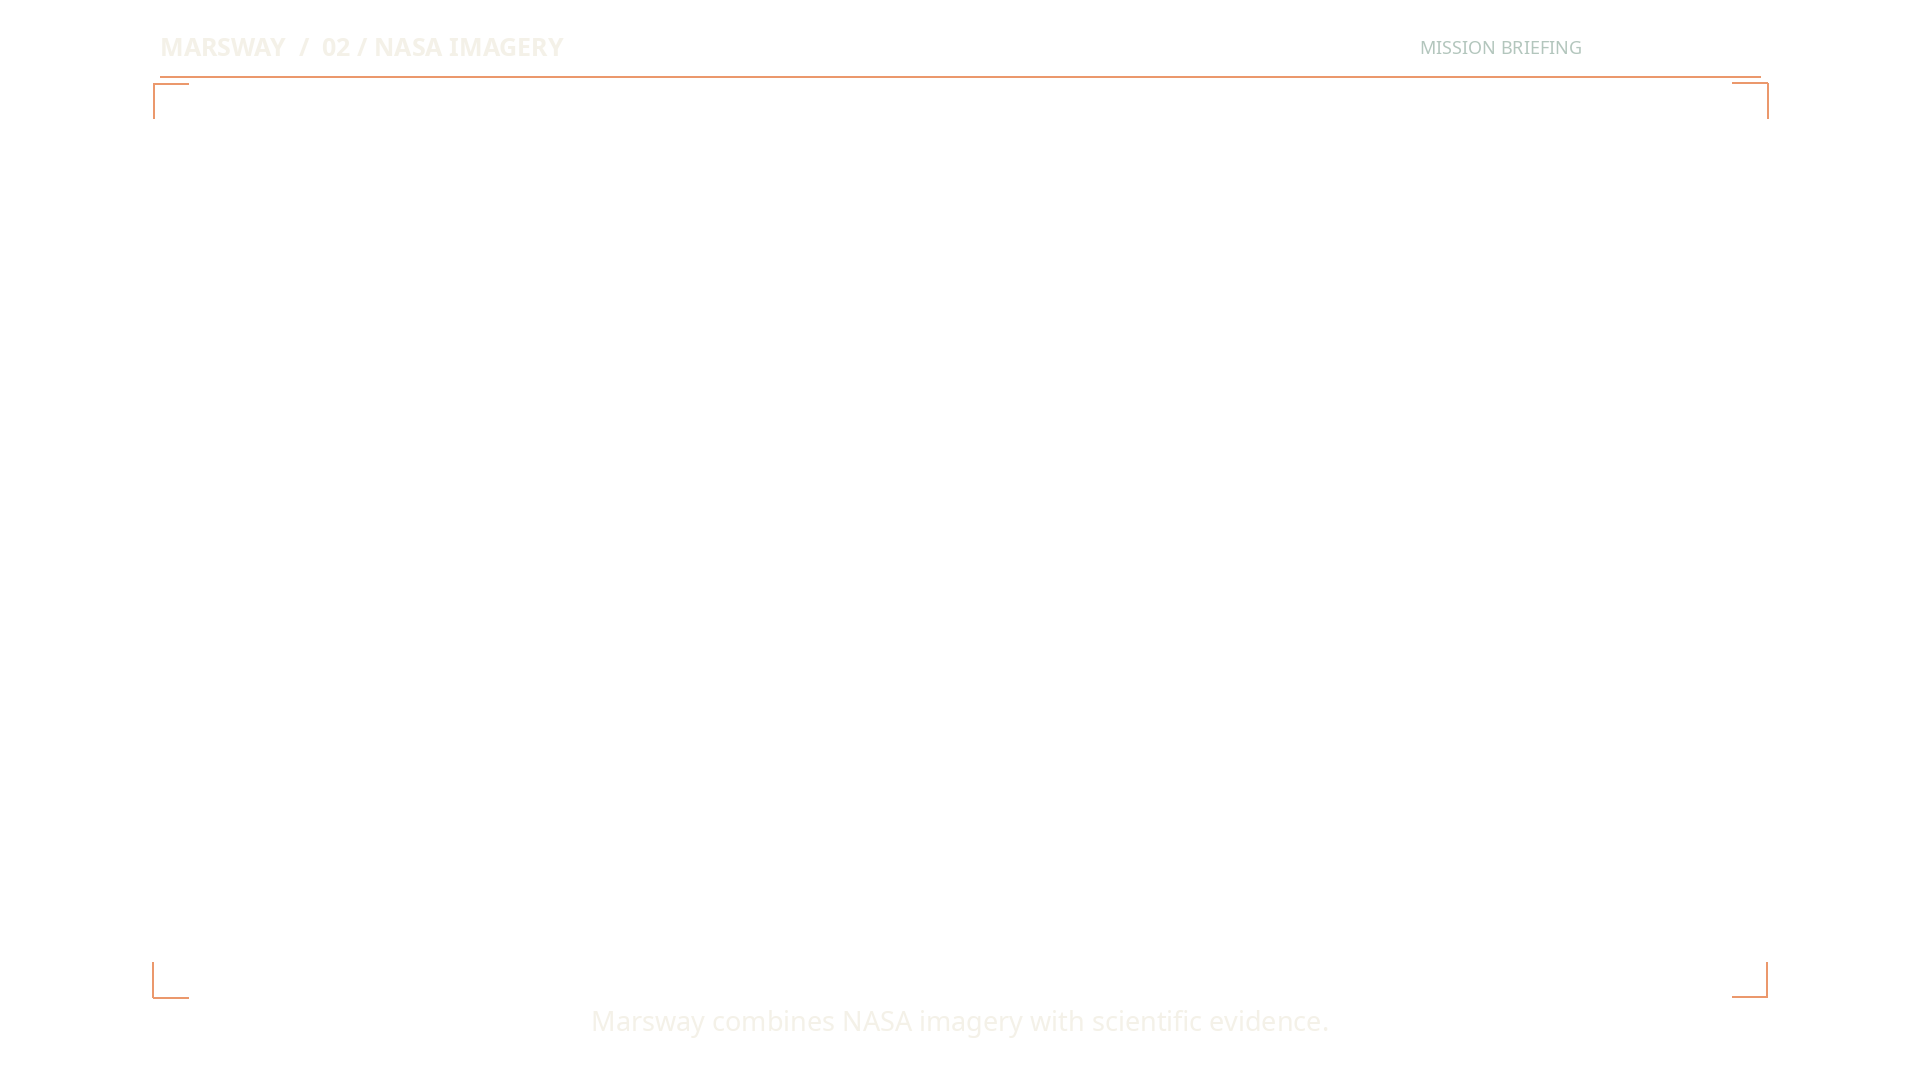 MARSWAY / 02 / NASA IMAGERY
MISSION BRIEFING
Marsway combines NASA imagery with scientific evidence.